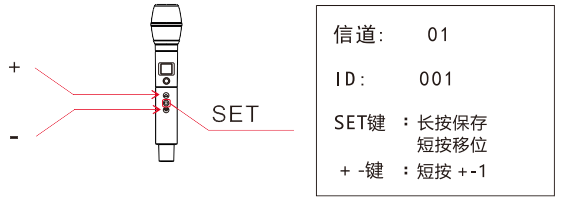 +
-
SET
信道: 01
ID: 001
SET键 : 长按保存
短按移位
+ -键 : 短按 +-1